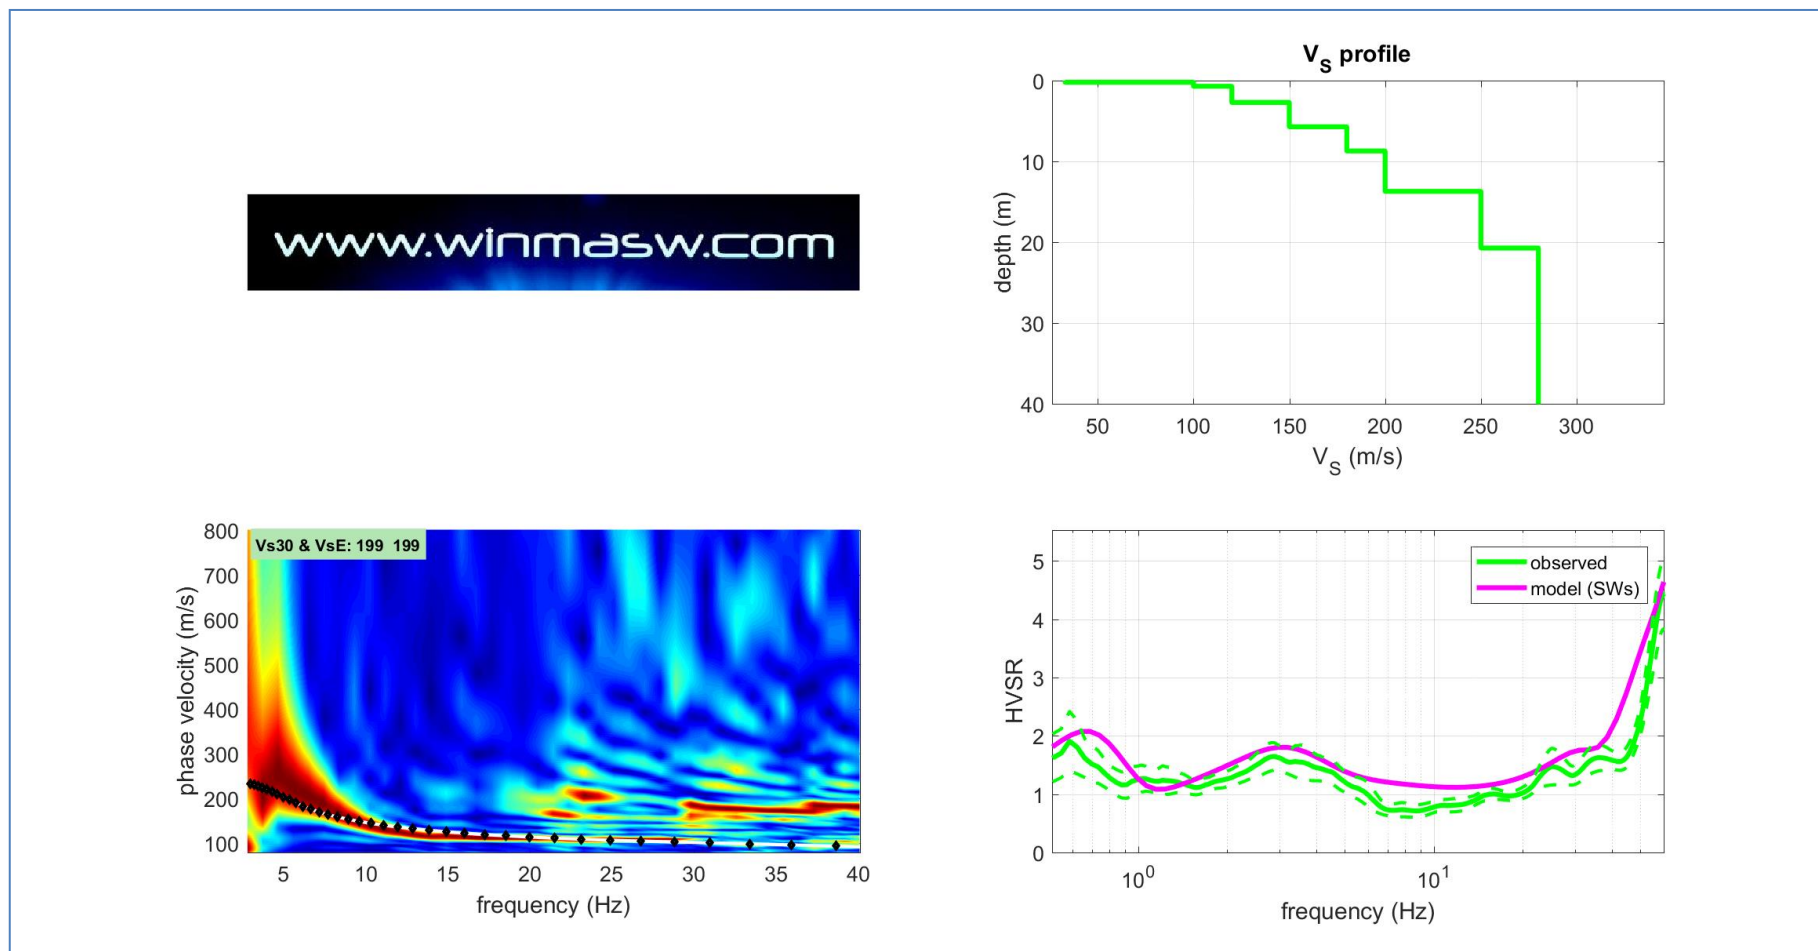 www.winmasw.com
V_S profile
0
10
20
30
40
depth (m)
50 100 150 200 250 300
V_S (m/s)
Vs30 & VsE: 199 199
800
700
600
500
400
300
200
100
phase velocity (m/s)
5 10 15 20 25 30 35 40
frequency (Hz)
observed
model (SWs)
5
4
3
2
1
0
HVSR
10^0 10^1
frequency (Hz)